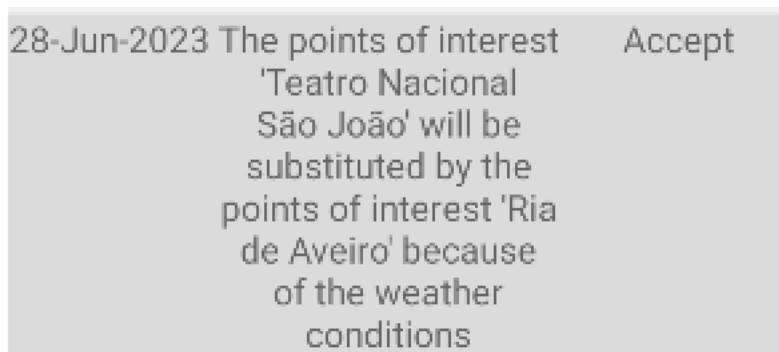 28-Jun-2023 The points of interest Accept
'Teatro Nacional
São João' will be
substituted by the
points of interest 'Ria
de Aveiro' because
of the weather
conditions